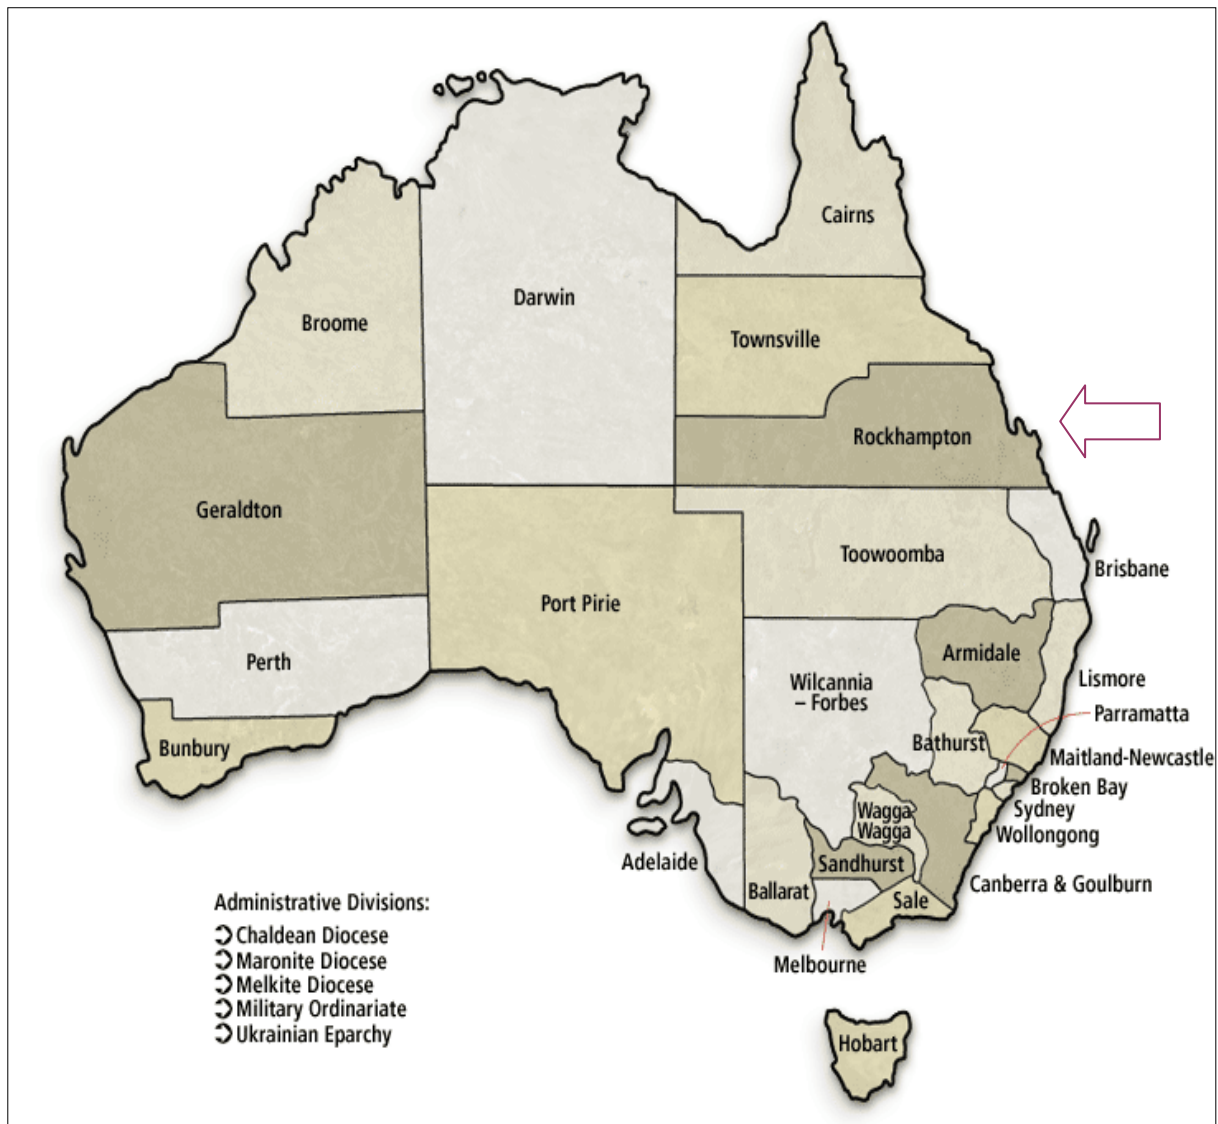 Cairns
Darwin
Broome
Townsville
Rockhampton
Geraldton
Toowoomba
Brisbane
Port Pirie
Armidale
Perth
Wilcannia
– Forbes
Lismore
Parramatta
Bunbury
Bathurst
Maitland-Newcastle
Broken Bay
Sydney
Wagga
Wagga
Wollongong
Adelaide
Sandhurst
Canberra & Goulburn
Ballarat
Sale
Melbourne
Administrative Divisions:
Chaldean Diocese
Maronite Diocese
Melkite Diocese
Military Ordinariate
Ukrainian Eparchy
Hobart